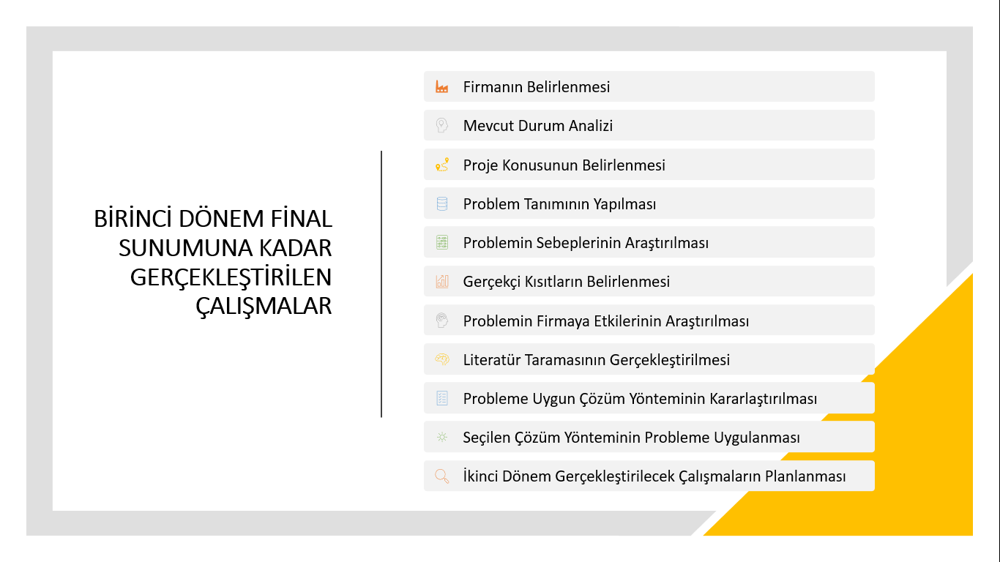 BİRİNCİ DÖNEM FİNAL
SUNUMUNA KADAR
GERÇEKLEŞTİRİLEN
ÇALIŞMALAR
Firmanın Belirlenmesi
Mevcut Durum Analizi
Proje Konusunun Belirlenmesi
Problem Tanımının Yapılması
Problemin Sebeplerinin Araştırılması
Gerçekçi Kısıtların Belirlenmesi
Problemin Firmaya Etkilerinin Araştırılması
Literatür Taramasının Gerçekleştirilmesi
Probleme Uygun Çözüm Yönteminin Kararlaştırılması
Seçilen Çözüm Yönteminin Probleme Uygulanması
İkinci Dönem Gerçekleştirilecek Çalışmaların Planlanması